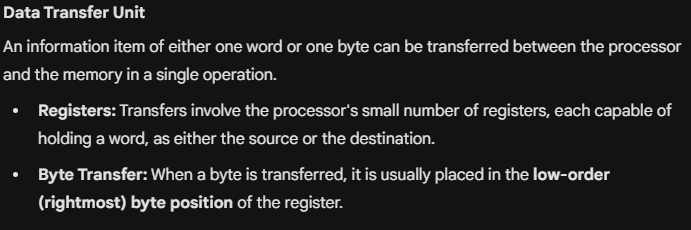 Data Transfer Unit
An information item of either one word or one byte can be transferred between the processor
and the memory in a single operation.
• Registers: Transfers involve the processor's small number of registers, each capable of
holding a word, as either the source or the destination.
• Byte Transfer: When a byte is transferred, it is usually placed in the low-order
(rightmost) byte position of the register.